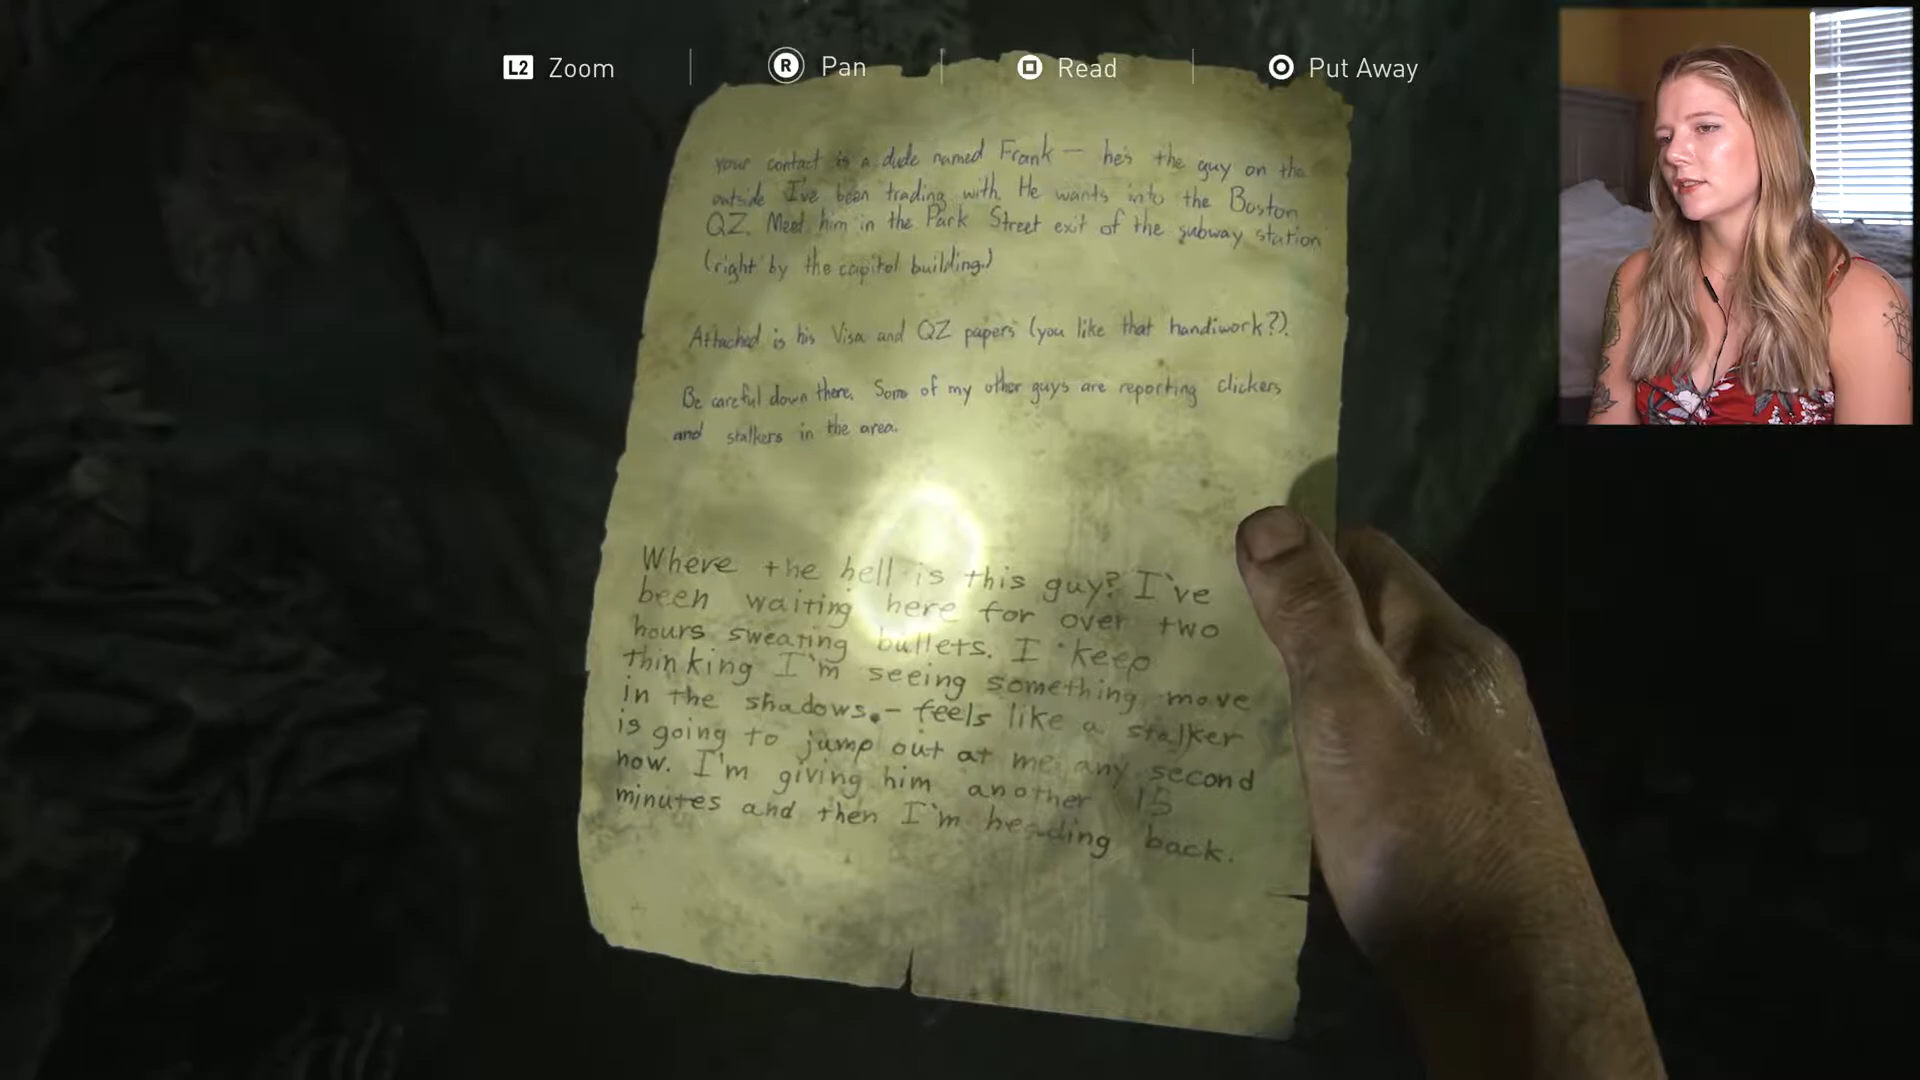 L2 Zoom R Pan Read Put Away
Your contact is a dude named Frank — he's the guy on the
outside I've been trading with. He wants into the Boston
QZ. Meet him in the Park Street exit of the subway station
(right by the capitol building.)
Attached is his Visa and QZ papers (you like that handiwork?).
Be careful down there. Some of my other guys are reporting clickers
and stalkers in the area.
Where the hell is this guy? I've
been waiting here for over two
hours sweating bullets. I keep
thinking I'm seeing something move
in the shadows. – feels like a stalker
is going to jump out at me any second
now. I'm giving him another 15
minutes and then I'm heading back.